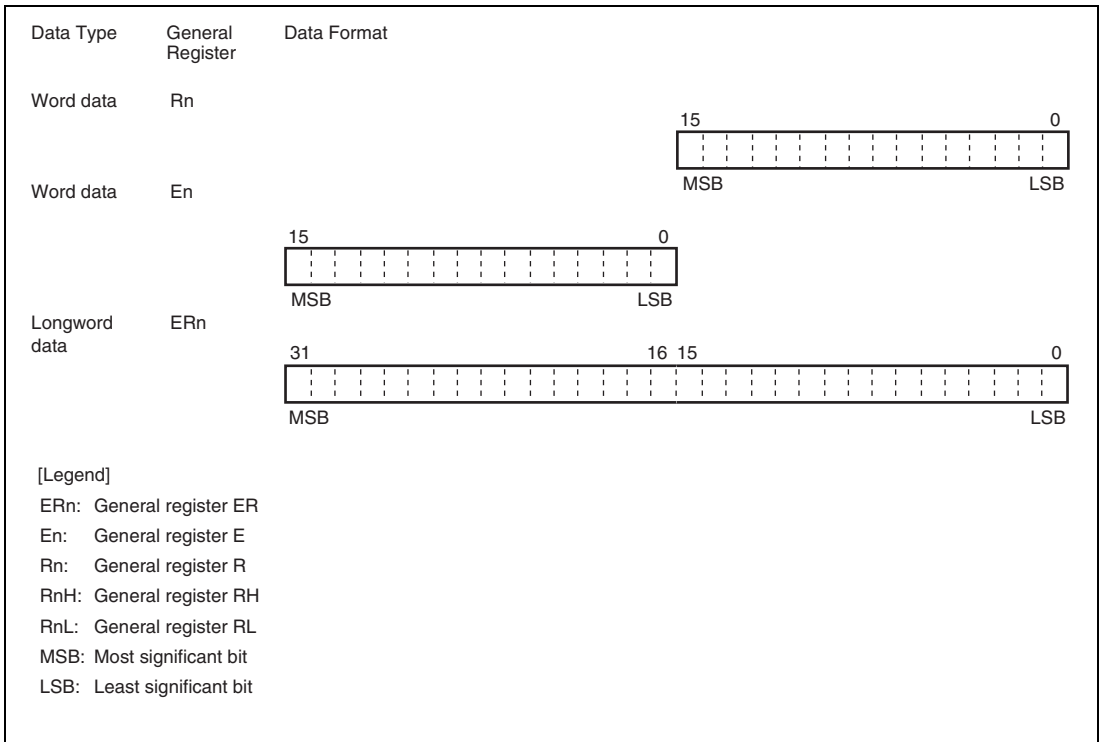 Data Type General Register Data Format
Word data Rn
15 0
MSB LSB
Word data En
15 0
MSB LSB
Longword data ERn
31 16 15 0
MSB LSB
[Legend]
ERn: General register ER
En: General register E
Rn: General register R
RnH: General register RH
RnL: General register RL
MSB: Most significant bit
LSB: Least significant bit